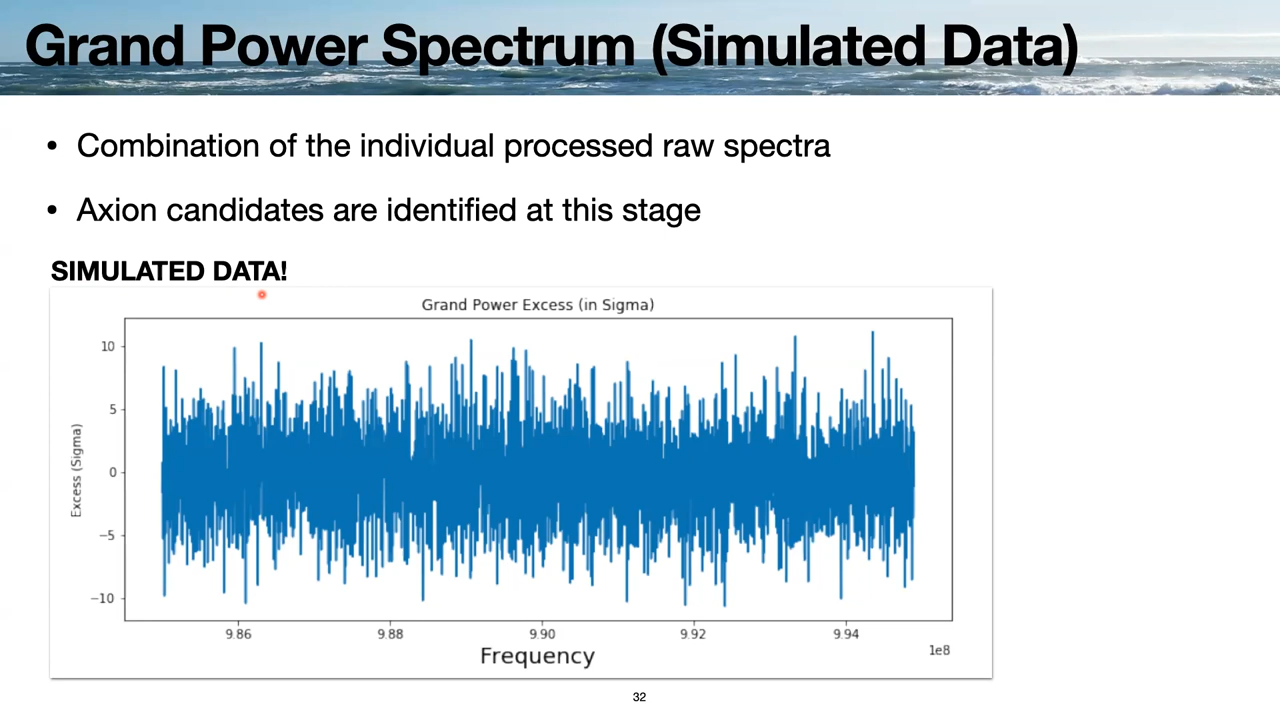 Grand Power Spectrum (Simulated Data)
• Combination of the individual processed raw spectra
• Axion candidates are identified at this stage
SIMULATED DATA!
Grand Power Excess (in Sigma)
Excess (Sigma)
10
5
0
−5
−10
9.86 9.88 9.90 9.92 9.94
1e8
Frequency
32